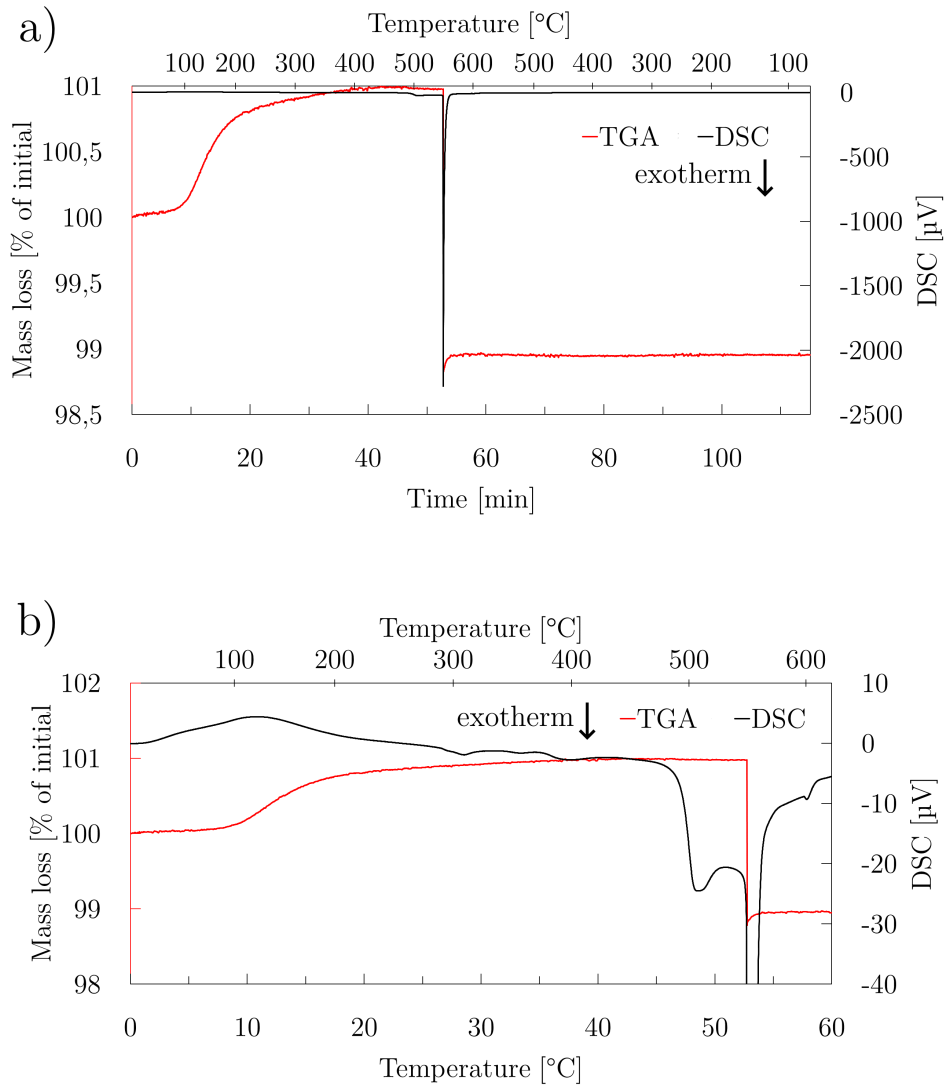 a)
Temperature [°C]
100 200 300 400 500 600 500 400 300 200 100
101
100,5
100
99,5
99
98,5
Mass loss [% of initial
TGA DSC
exotherm
0
-500
-1000
-1500
-2000
-2500
DSC [µV]
0 20 40 60 80 100
Time [min]
b)
Temperature [°C]
100 200 300 400 500 600
102
101
100
99
98
Mass loss [% of initial
exotherm TGA DSC
10
0
-10
-20
-30
-40
DSC [µV]
0 10 20 30 40 50 60
Temperature [°C]